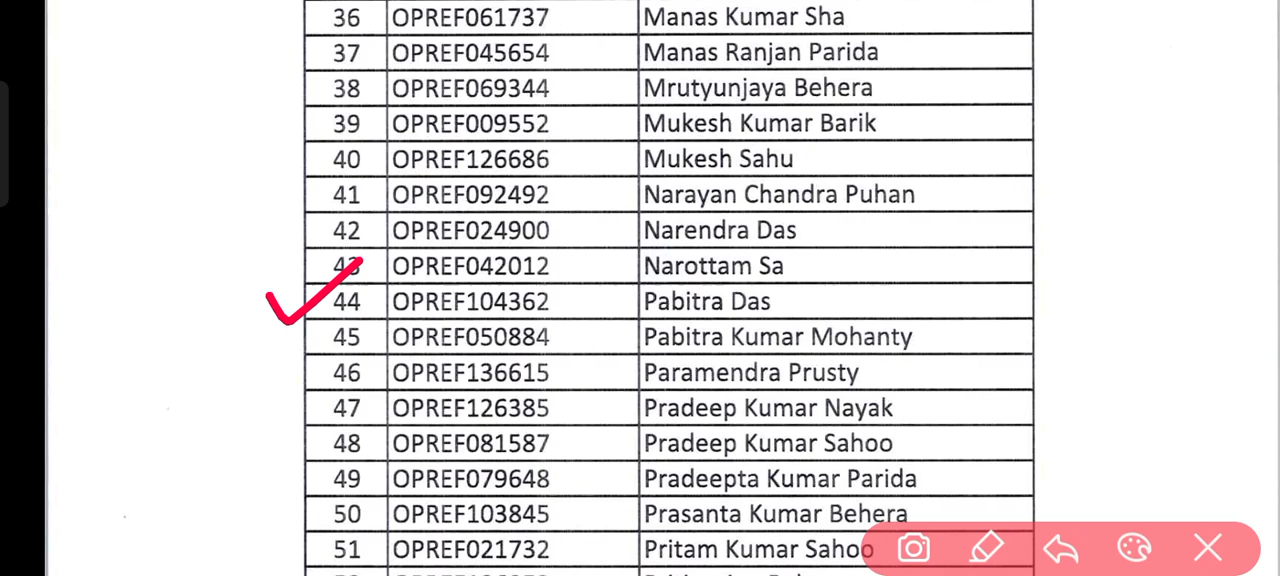 36 OPREF061737 Manas Kumar Sha
37 OPREF045654 Manas Ranjan Parida
38 OPREF069344 Mrutyunjaya Behera
39 OPREF009552 Mukesh Kumar Barik
40 OPREF126686 Mukesh Sahu
41 OPREF092492 Narayan Chandra Puhan
42 OPREF024900 Narendra Das
43 OPREF042012 Narottam Sa
44 OPREF104362 Pabitra Das
45 OPREF050884 Pabitra Kumar Mohanty
46 OPREF136615 Paramendra Prusty
47 OPREF126385 Pradeep Kumar Nayak
48 OPREF081587 Pradeep Kumar Sahoo
49 OPREF079648 Pradeepta Kumar Parida
50 OPREF103845 Prasanta Kumar Behera
51 OPREF021732 Pritam Kumar Sahoo